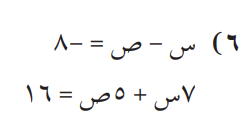 ٦) س – ص = –٨
٧س + ٥ص = ١٦